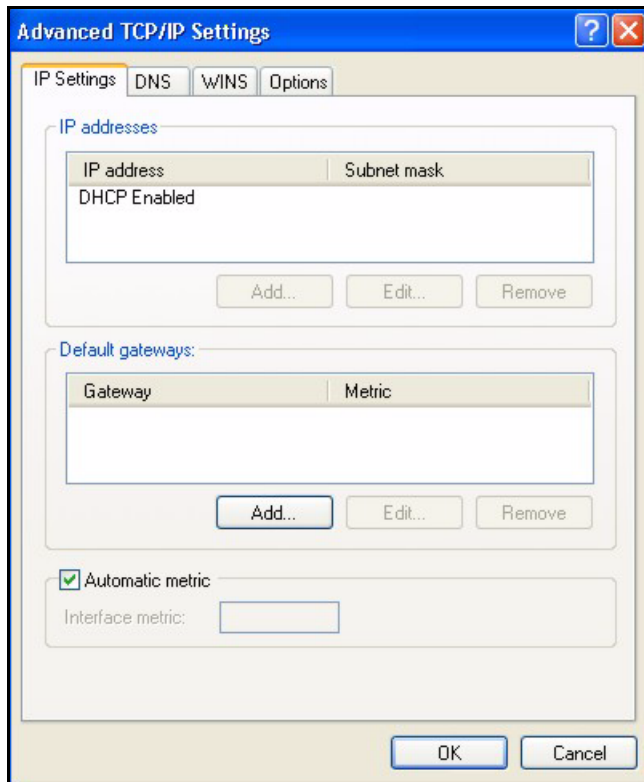 Advanced TCP/IP Settings
IP Settings DNS WINS Options
IP addresses
IP address Subnet mask
DHCP Enabled
Add... Edit... Remove
Default gateways:
Gateway Metric
Add... Edit... Remove
Automatic metric
Interface metric:
OK Cancel